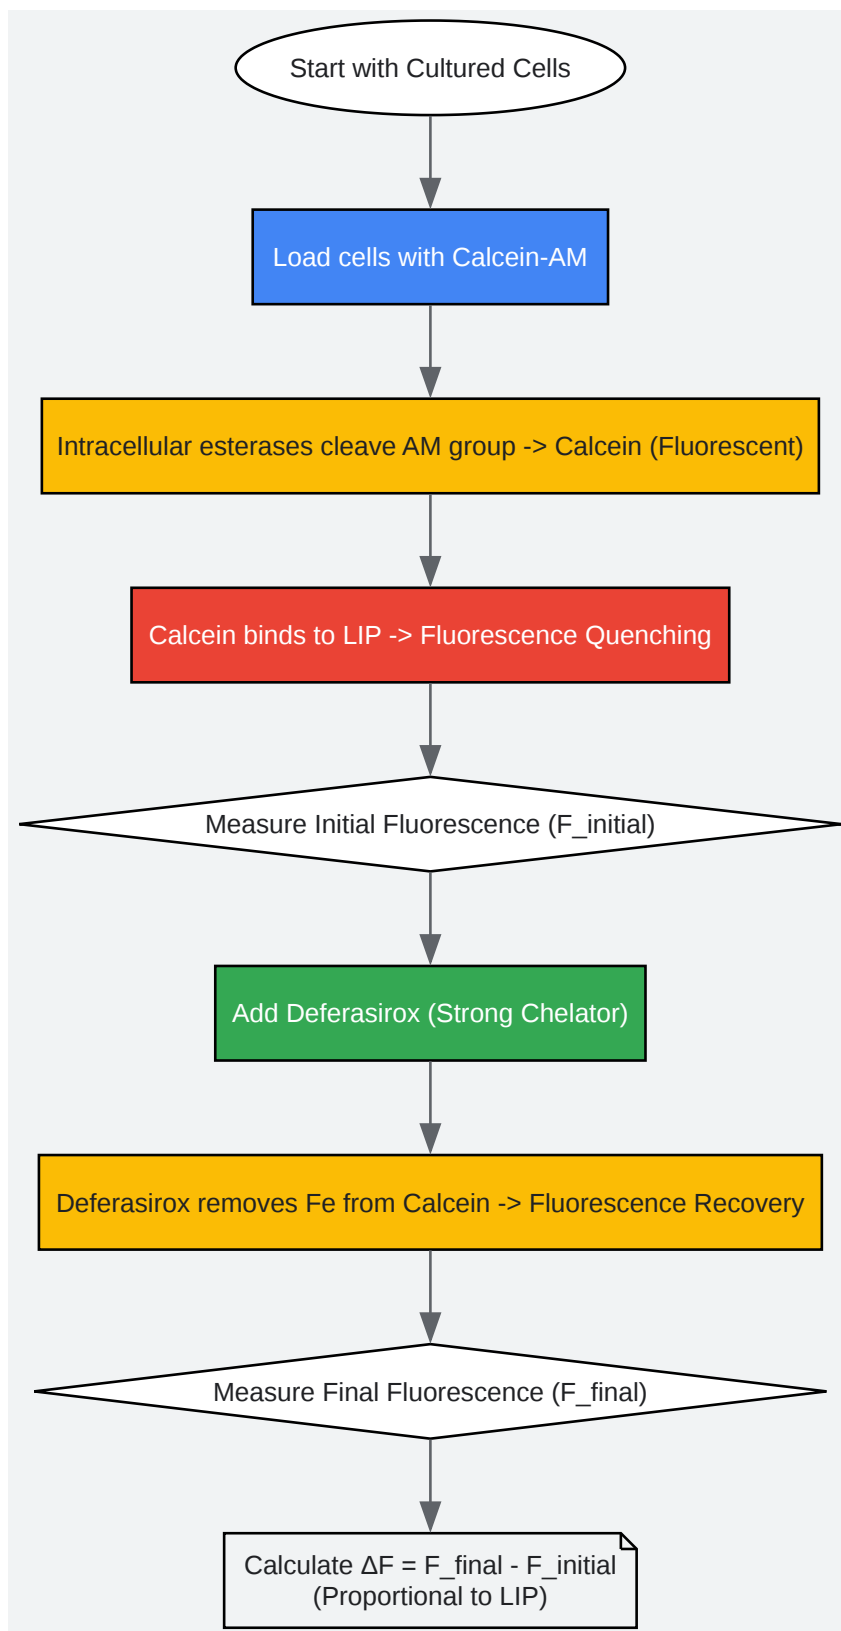 Start with Cultured Cells
Load cells with Calcein-AM
Intracellular esterases cleave AM group -> Calcein (Fluorescent)
Calcein binds to LIP -> Fluorescence Quenching
Measure Initial Fluorescence (F_initial)
Add Deferasirox (Strong Chelator)
Deferasirox removes Fe from Calcein -> Fluorescence Recovery
Measure Final Fluorescence (F_final)
Calculate ΔF = F_final - F_initial
(Proportional to LIP)